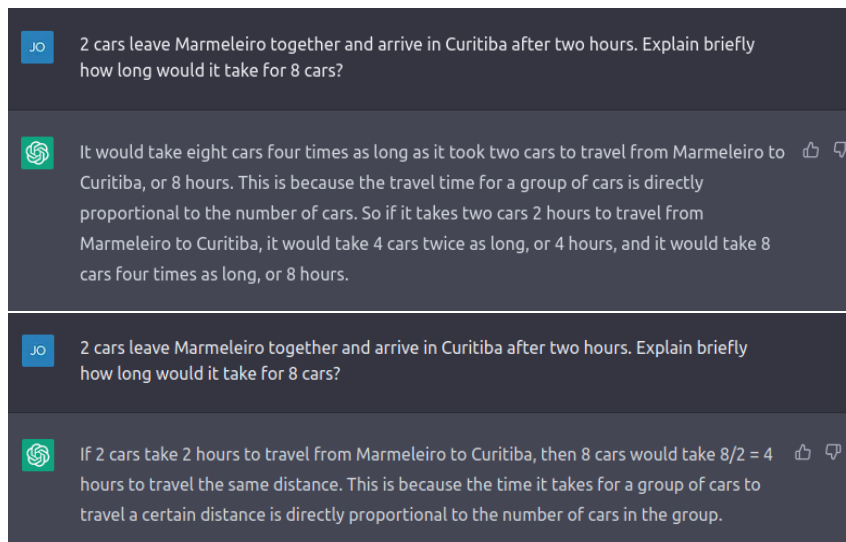 JO
2 cars leave Marmeleiro together and arrive in Curitiba after two hours. Explain briefly
how long would it take for 8 cars?
It would take eight cars four times as long as it took two cars to travel from Marmeleiro to
Curitiba, or 8 hours. This is because the travel time for a group of cars is directly
proportional to the number of cars. So if it takes two cars 2 hours to travel from
Marmeleiro to Curitiba, it would take 4 cars twice as long, or 4 hours, and it would take 8
cars four times as long, or 8 hours.
JO
2 cars leave Marmeleiro together and arrive in Curitiba after two hours. Explain briefly
how long would it take for 8 cars?
If 2 cars take 2 hours to travel from Marmeleiro to Curitiba, then 8 cars would take 8/2 = 4
hours to travel the same distance. This is because the time it takes for a group of cars to
travel a certain distance is directly proportional to the number of cars in the group.